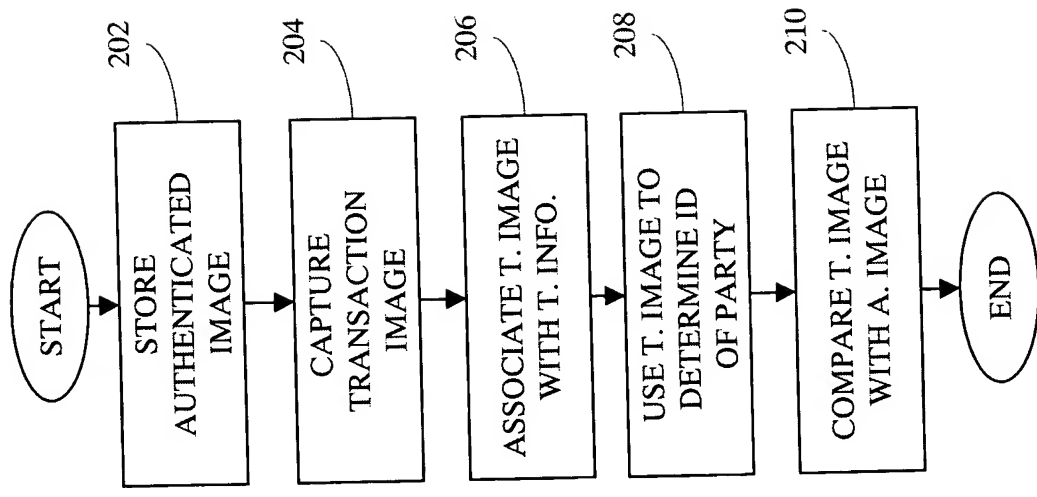 START
STORE
AUTHENTICATED
IMAGE
202
CAPTURE
TRANSACTION
IMAGE
204
ASSOCIATE T. IMAGE
WITH T. INFO.
206
USE T. IMAGE TO
DETERMINE ID
OF PARTY
208
COMPARE T. IMAGE
WITH A. IMAGE
210
END